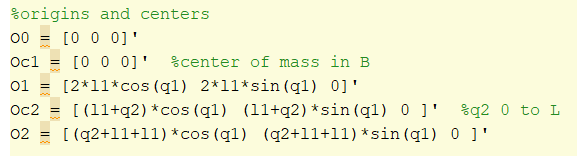 %origins and centers
O0 = [0 0 0]'
Oc1 = [0 0 0]'  %center of mass in B
O1 = [2*l1*cos(q1) 2*l1*sin(q1) 0]'
Oc2 = [(l1+q2)*cos(q1) (l1+q2)*sin(q1) 0 ]'  %q2 0 to L
O2 = [(q2+l1+l1)*cos(q1) (q2+l1+l1)*sin(q1) 0 ]'